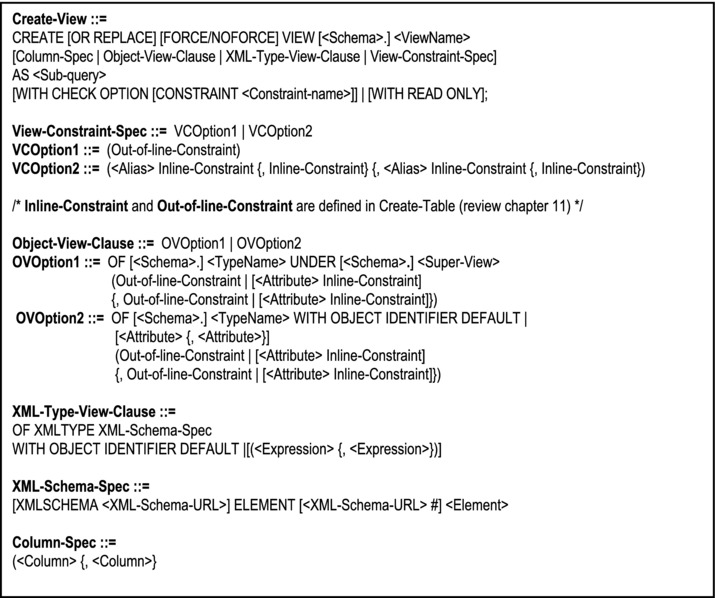 Create-View ::=
CREATE [OR REPLACE] [FORCE/NOFORCE] VIEW [<Schema>.] <ViewName>
[Column-Spec | Object-View-Clause | XML-Type-View-Clause | View-Constraint-Spec]
AS <Sub-query>
[WITH CHECK OPTION [CONSTRAINT <Constraint-name>]] | [WITH READ ONLY];
View-Constraint-Spec ::= VCOption1 | VCOption2
VCOption1 ::= (Out-of-line-Constraint)
VCOption2 ::= (<Alias> Inline-Constraint {, Inline-Constraint} {, <Alias> Inline-Constraint {, Inline-Constraint})
/* Inline-Constraint and Out-of-line-Constraint are defined in Create-Table (review chapter 11) */
Object-View-Clause ::= OVOption1 | OVOption2
OVOption1 ::= OF [<Schema>.] <TypeName> UNDER [<Schema>.] <Super-View>
(Out-of-line-Constraint | [<Attribute> Inline-Constraint]
{, Out-of-line-Constraint | [<Attribute> Inline-Constraint]})
OVOption2 ::= OF [<Schema>.] <TypeName> WITH OBJECT IDENTIFIER DEFAULT |
[<Attribute> {, <Attribute>}]
(Out-of-line-Constraint | [<Attribute> Inline-Constraint]
{, Out-of-line-Constraint | [<Attribute> Inline-Constraint]})
XML-Type-View-Clause ::=
OF XMLTYPE XML-Schema-Spec
WITH OBJECT IDENTIFIER DEFAULT |[(<Expression> {, <Expression>})]
XML-Schema-Spec ::=
[XMLSCHEMA <XML-Schema-URL>] ELEMENT [<XML-Schema-URL> #] <Element>
Column-Spec ::=
(<Column> {, <Column>}